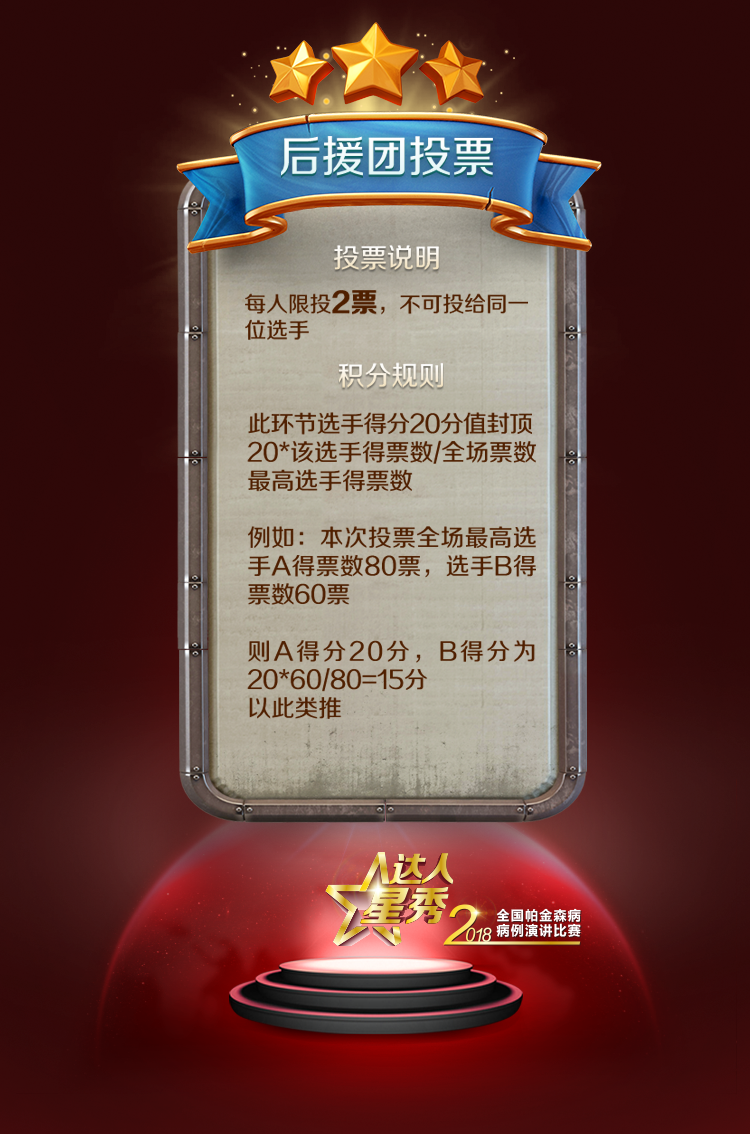 后援团投票
投票说明
每人限投2票，不可投给同一
位选手
积分规则
此环节选手得分20分值封顶
20*该选手得票数/全场票数
最高选手得票数
例如：本次投票全场最高选
手A得票数80票，选手B得
票数60票
则A得分20分，B得分为
20*60/80=15分
以此类推
达人
星秀
2018
全国帕金森病
病例演讲比赛